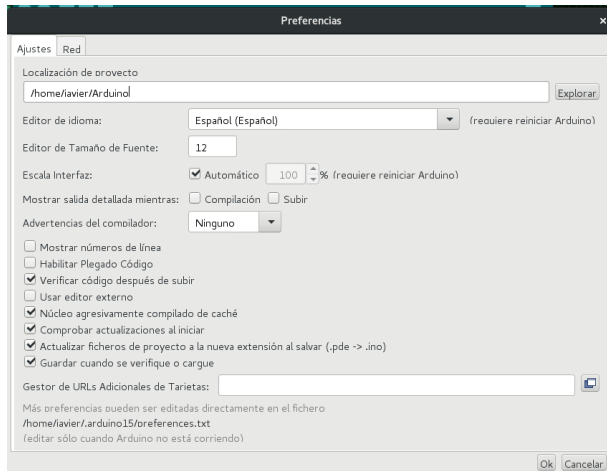 Preferencias ×
Ajustes Red
Localización de proyecto
/home/javier/Arduino Explorar
Editor de idioma: Español (Español) (requiere reiniciar Arduino)
Editor de Tamaño de Fuente: 12
Escala Interfaz: Automático 100 % (requiere reiniciar Arduino)
Mostrar salida detallada mientras: Compilación Subir
Advertencias del compilador: Ninguno
Mostrar números de línea
Habilitar Plegado Código
Verificar código después de subir
Usar editor externo
Núcleo agresivamente compilado de caché
Comprobar actualizaciones al iniciar
Actualizar ficheros de proyecto a la nueva extensión al salvar (.pde -> .ino)
Guardar cuando se verifique o cargue
Gestor de URLs Adicionales de Tarjetas:
Más preferencias pueden ser editadas directamente en el fichero
/home/javier/.arduino15/preferences.txt
(editar sólo cuando Arduino no está corriendo)
Ok Cancelar